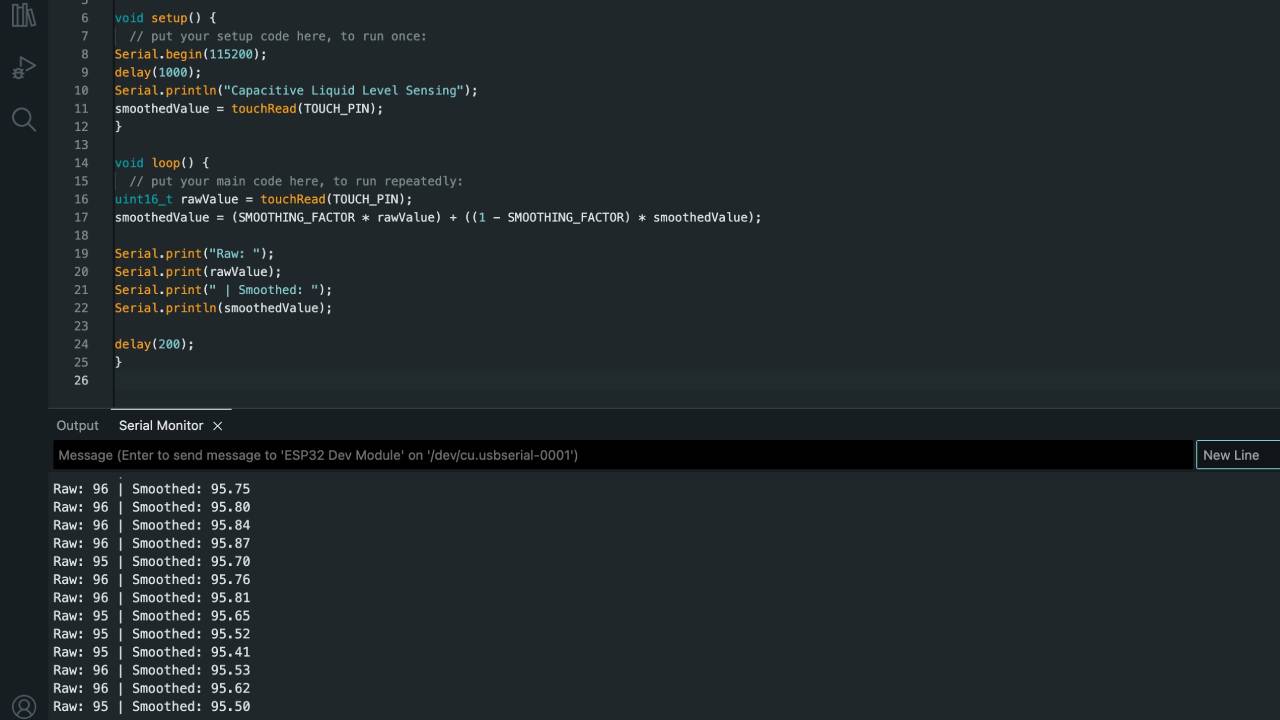 6 void setup() {
7 // put your setup code here, to run once:
8 Serial.begin(115200);
9 delay(1000);
10 Serial.println("Capacitive Liquid Level Sensing");
11 smoothedValue = touchRead(TOUCH_PIN);
12 }
13
14 void loop() {
15 // put your main code here, to run repeatedly:
16 uint16_t rawValue = touchRead(TOUCH_PIN);
17 smoothedValue = (SMOOTHING_FACTOR * rawValue) + ((1 - SMOOTHING_FACTOR) * smoothedValue);
18
19 Serial.print("Raw: ");
20 Serial.print(rawValue);
21 Serial.print(" | Smoothed: ");
22 Serial.println(smoothedValue);
23
24 delay(200);
25 }
26
Output Serial Monitor
Message (Enter to send message to 'ESP32 Dev Module' on '/dev/cu.usbserial-0001') New Line
Raw: 96 | Smoothed: 95.75
Raw: 96 | Smoothed: 95.80
Raw: 96 | Smoothed: 95.84
Raw: 96 | Smoothed: 95.87
Raw: 95 | Smoothed: 95.70
Raw: 96 | Smoothed: 95.76
Raw: 96 | Smoothed: 95.81
Raw: 95 | Smoothed: 95.65
Raw: 95 | Smoothed: 95.52
Raw: 95 | Smoothed: 95.41
Raw: 96 | Smoothed: 95.53
Raw: 96 | Smoothed: 95.62
Raw: 95 | Smoothed: 95.50